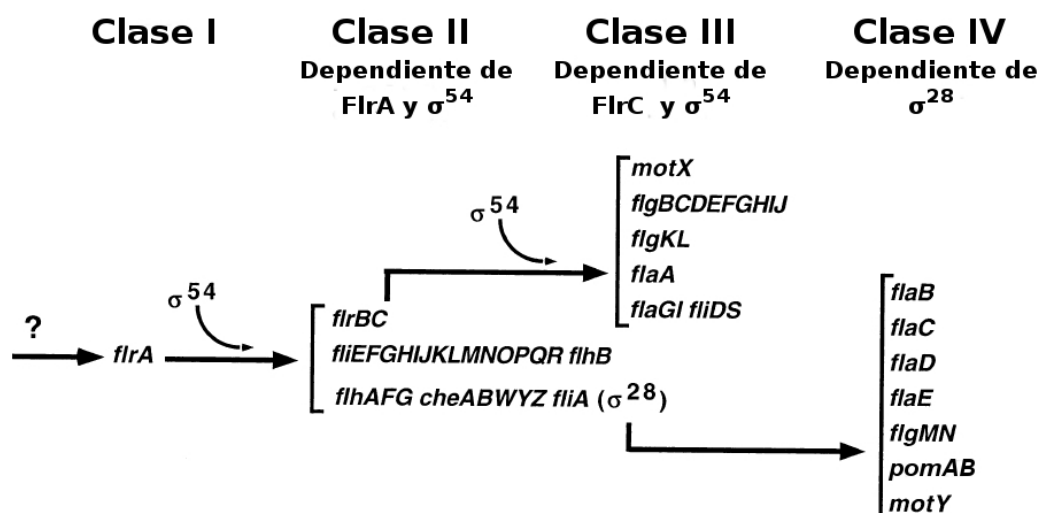 Clase I
Clase II
Dependiente de
FlrA y σ54
Clase III
Dependiente de
FlrC y σ54
Clase IV
Dependiente de
σ28
?
flrA
σ54
flrBC
fliEFGHIJKLMNOPQR flhB
flhAFG cheABWYZ fliA (σ28)
σ54
motX
flgBCDEFGHIJ
flgKL
flaA
flaGI fliDS
flaB
flaC
flaD
flaE
flgMN
pomAB
motY